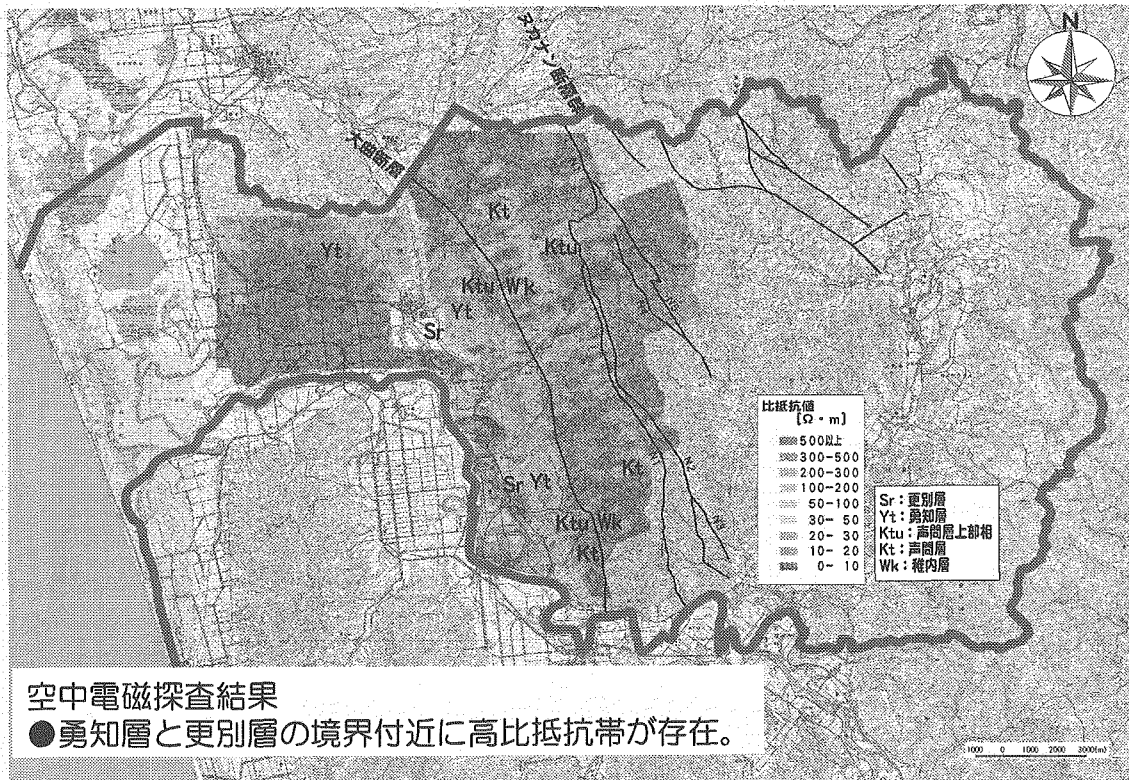 N
ヌカナン断層
大曲断層
Kt
Ktu
Yt
Ktu
Wk
Yt
Sr
Kt
Sr
Yt
Ktu
Wk
Kt
比抵抗値
[Ω・m]
500以上
300-500
200-300
100-200
50-100
30- 50
20- 30
10- 20
0- 10
Sr:更別層
Yt:勇知層
Ktu:声問層上部相
Kt:声問層
Wk:稚内層
空中電磁探査結果
●勇知層と更別層の境界付近に高比抵抗帯が存在。
1000 0 1000 2000 3000(m)